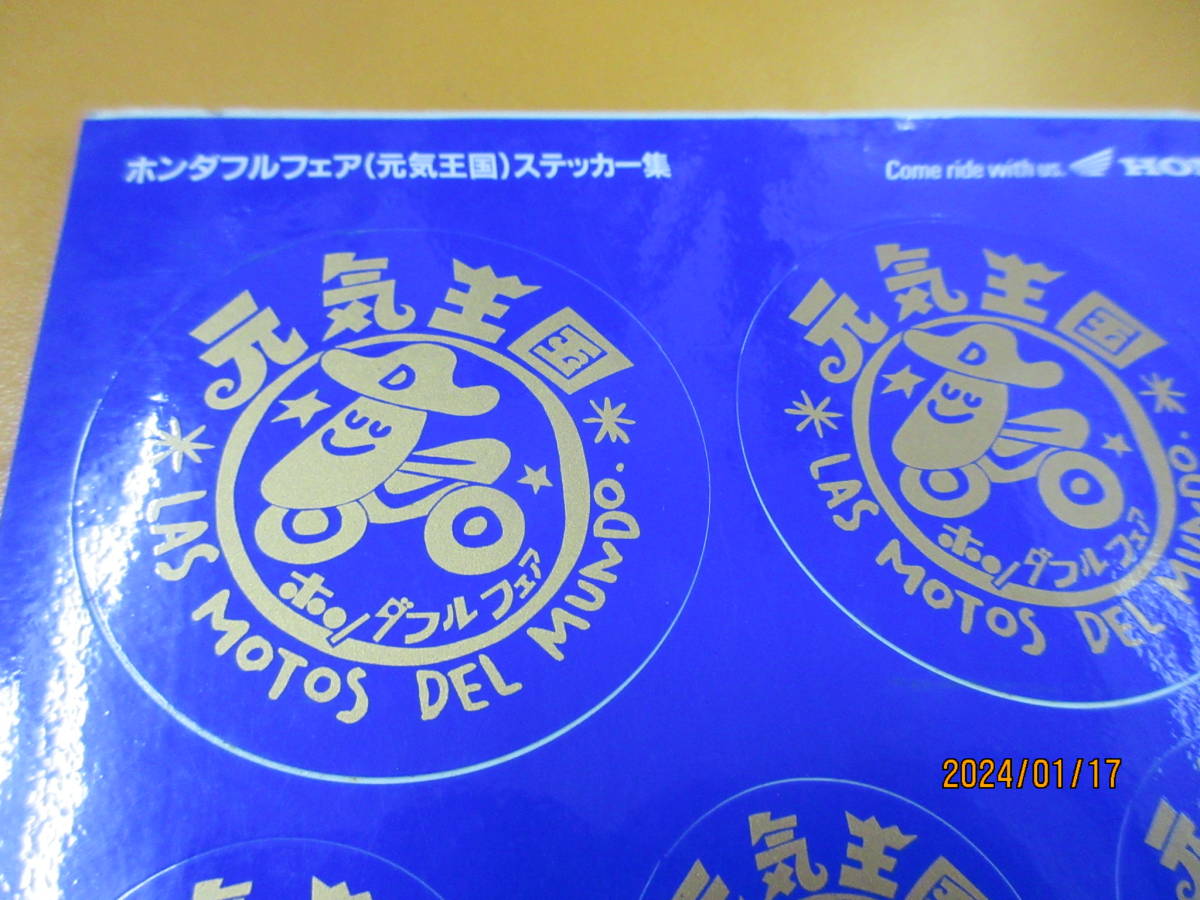 ホンダフルフェア(元気王国)ステッカー集
Come ride with us.
元気王国
D
ホンダフルフェア
LAS MOTOS DEL MUNDO.
元気王国
D
ホンダフルフェア
LAS MOTOS DEL MUNDO.
2024/01/17
元気王国